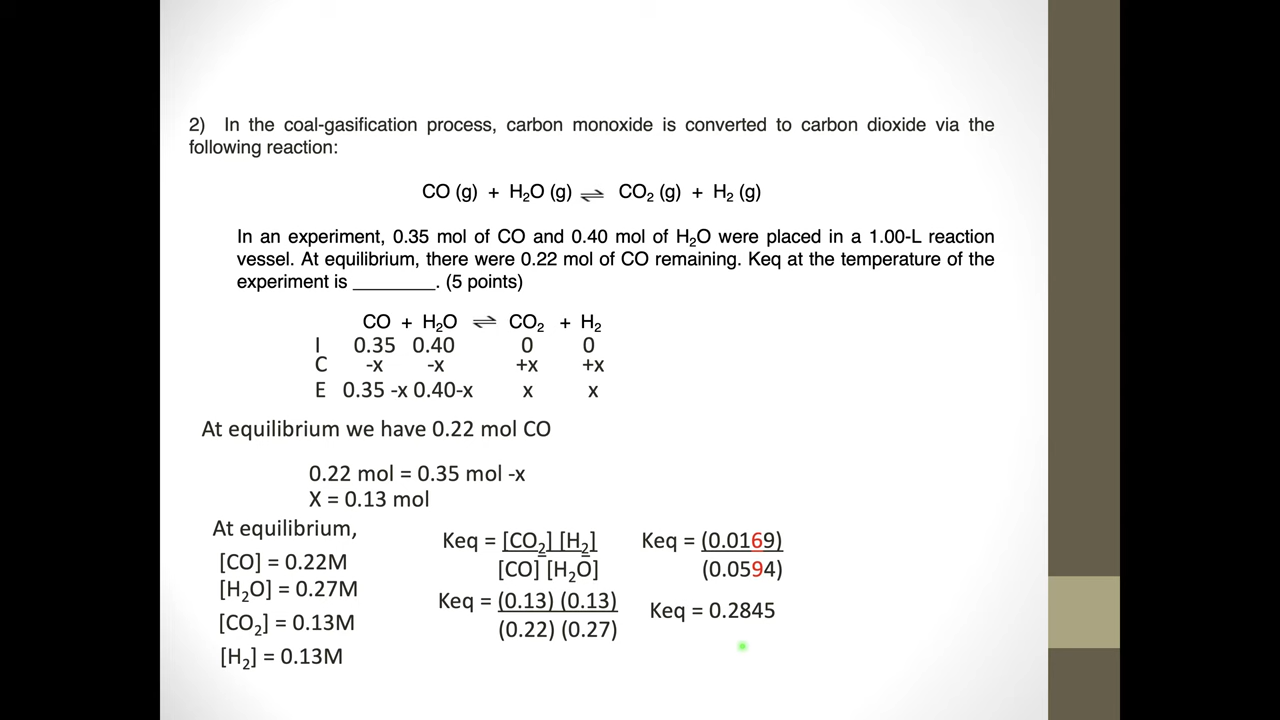 2) In the coal-gasification process, carbon monoxide is converted to carbon dioxide via the
following reaction:
CO (g) + H₂O (g) ⇌ CO₂ (g) + H₂ (g)
In an experiment, 0.35 mol of CO and 0.40 mol of H₂O were placed in a 1.00-L reaction
vessel. At equilibrium, there were 0.22 mol of CO remaining. Keq at the temperature of the
experiment is ________. (5 points)
CO + H₂O ⇌ CO₂ + H₂
I 0.35 0.40 0 0
C -x -x +x +x
E 0.35 -x 0.40-x x x
At equilibrium we have 0.22 mol CO
0.22 mol = 0.35 mol -x
X = 0.13 mol
At equilibrium,
[CO] = 0.22M
[H₂O] = 0.27M
[CO₂] = 0.13M
[H₂] = 0.13M
Keq = [CO₂] [H₂]
[CO] [H₂O]
Keq = (0.13) (0.13)
(0.22) (0.27)
Keq = (0.0169)
(0.0594)
Keq = 0.2845